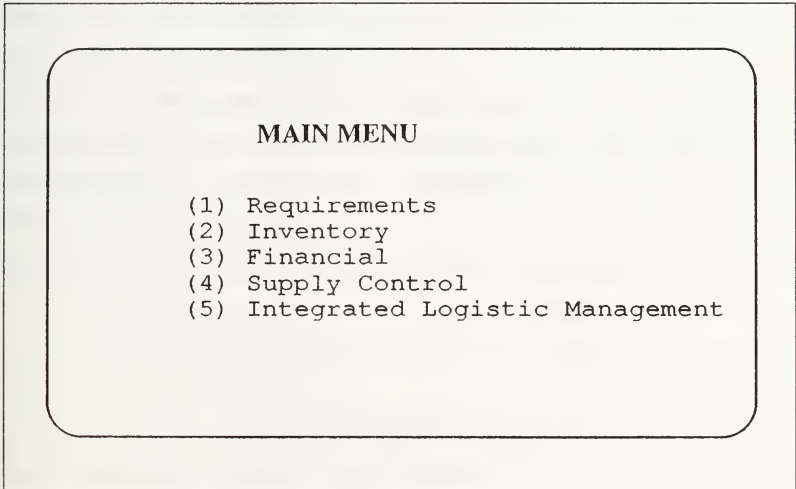 MAIN MENU
(1) Requirements
(2) Inventory
(3) Financial
(4) Supply Control
(5) Integrated Logistic Management